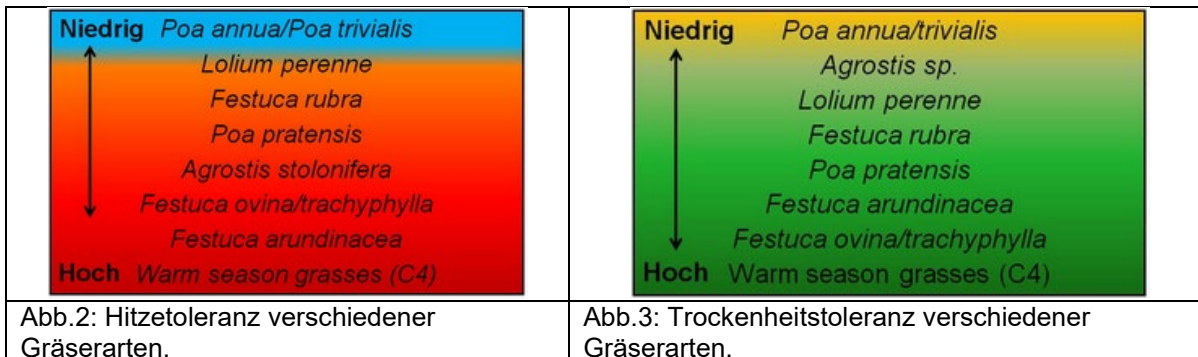 Niedrig Poa annua/Poa trivialis
Lolium perenne
Festuca rubra
Poa pratensis
Agrostis stolonifera
Festuca ovina/trachyphylla
Festuca arundinacea
Hoch Warm season grasses (C4)
Abb.2: Hitzetoleranz verschiedener
Gräserarten.
Niedrig Poa annua/trivialis
Agrostis sp.
Lolium perenne
Festuca rubra
Poa pratensis
Festuca arundinacea
Festuca ovina/trachyphylla
Hoch Warm season grasses (C4)
Abb.3: Trockenheitstoleranz verschiedener
Gräserarten.